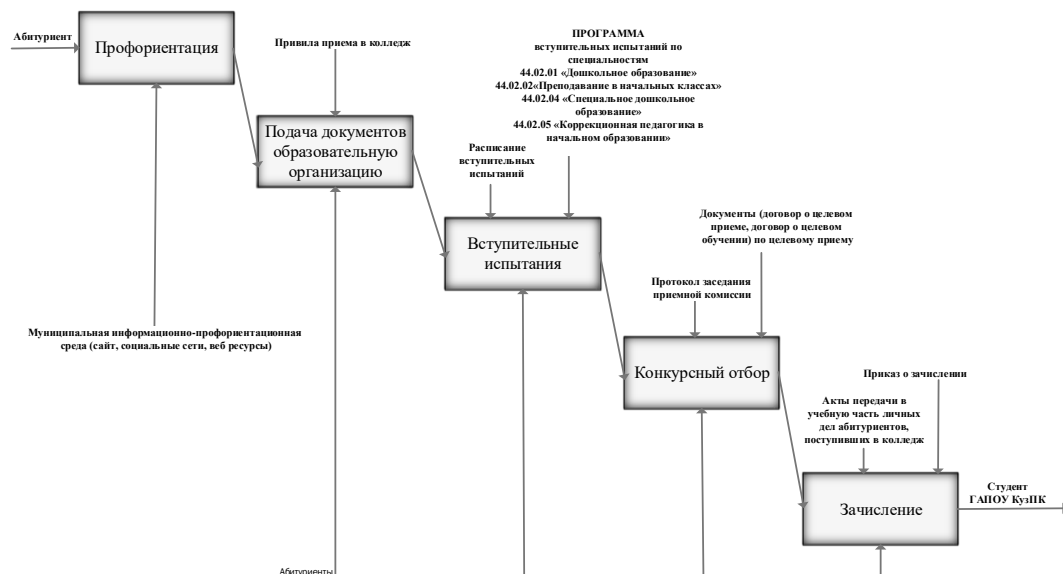 Абитуриент
Профориентация
Привила приема в колледж
ПРОГРАММА
вступительных испытаний по
специальностям
44.02.01 «Дошкольное образование»
44.02.02«Преподавание в начальных классах»
44.02.04 «Специальное дошкольное
образование»
44.02.05 «Коррекционная педагогика в
начальном образовании»
Подача документов
образовательную
организацию
Расписание
вступительных
испытаний
Вступительные
испытания
Документы (договор о целевом
приеме, договор о целевом
обучении) по целевому приему
Протокол заседания
приемной комиссии
Муниципальная информационно-профориентационная
среда (сайт, социальные сети, веб ресурсы)
Конкурсный отбор
Приказ о зачислении
Акты передачи в
учебную часть личных
дел абитуриентов,
поступивших в колледж
Зачисление
Студент
ГАПОУ КузПК
Абитуриенты